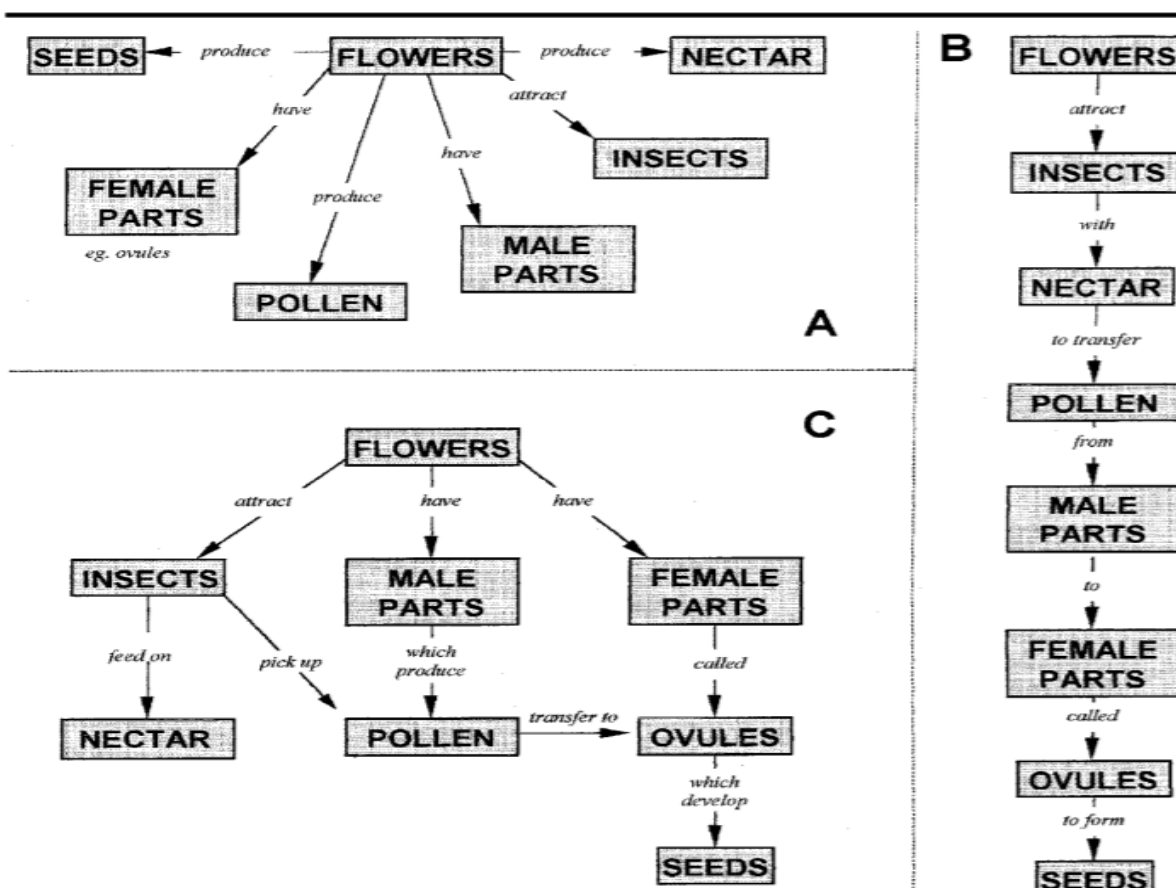 SEEDS
produce
FLOWERS
produce
NECTAR
have
attract
have
INSECTS
FEMALE
PARTS
eg. ovules
produce
MALE
PARTS
POLLEN
A
B
FLOWERS
attract
INSECTS
with
NECTAR
to transfer
POLLEN
from
MALE
PARTS
to
FEMALE
PARTS
called
OVULES
to form
SEEDS
C
FLOWERS
attract
have
have
INSECTS
MALE
PARTS
FEMALE
PARTS
feed on
pick up
which
produce
called
NECTAR
POLLEN
transfer to
OVULES
which
develop
SEEDS